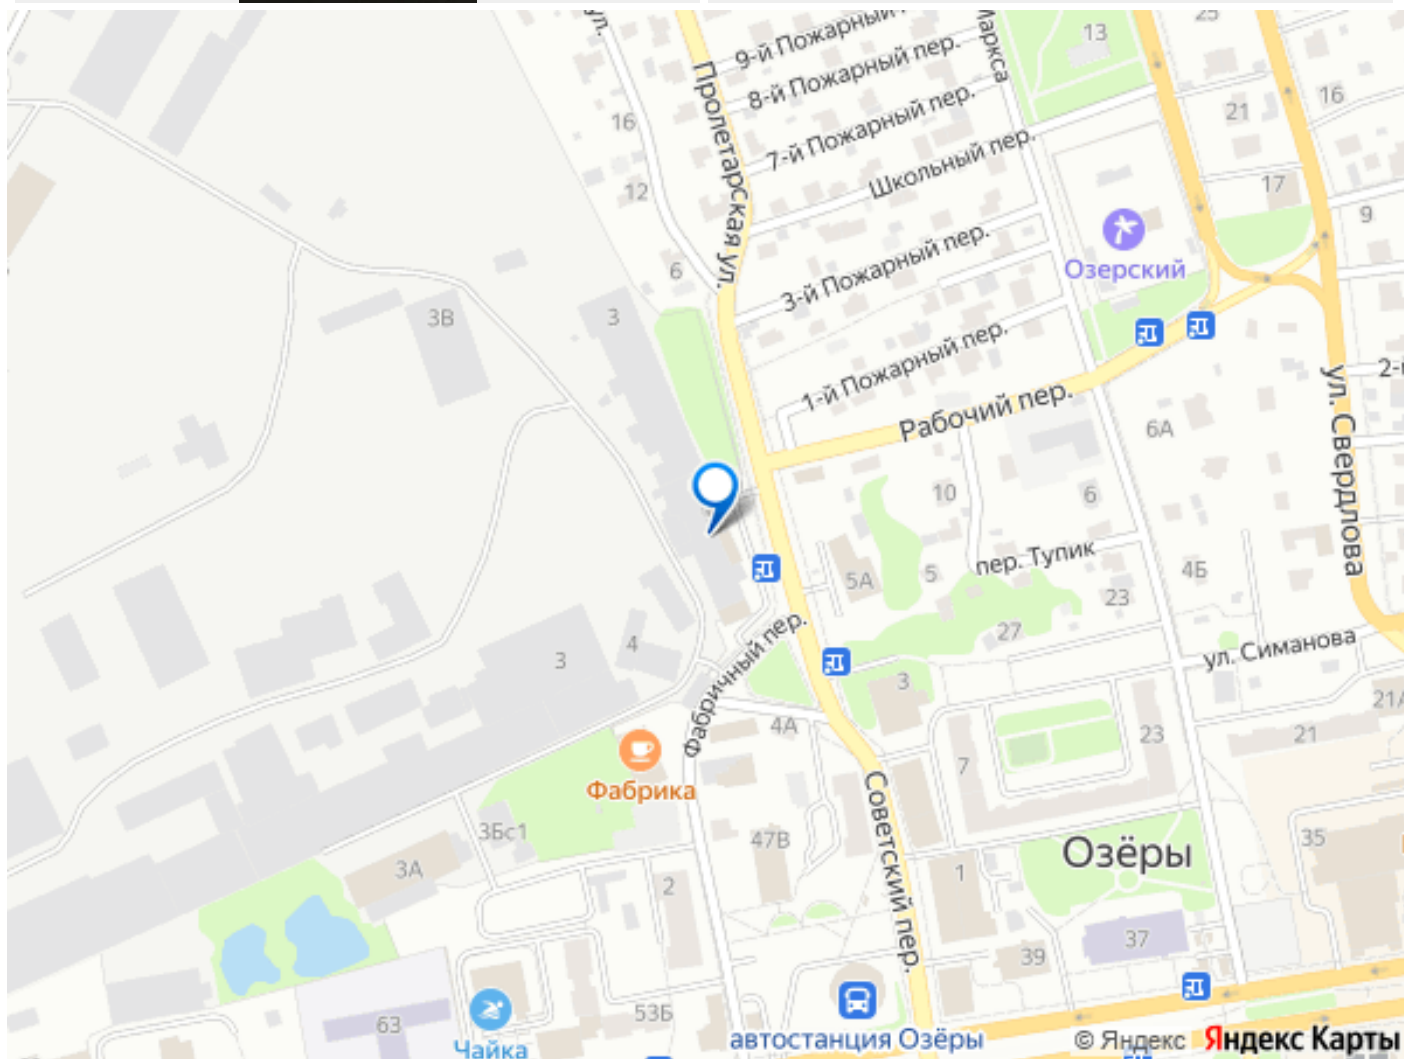 ул.
9-й Пожарный
Маркса
25
13
8-й Пожарный пер.
Пролетарская ул.
16
7-й Пожарный пер.
21
16
Школьный пер.
12
17
9
6
3-й Пожарный пер.
Озерский
3В
3
1-й Пожарный пер.
Рабочий пер.
ул. Свердлова
6А
10
6
5А
5
пер. Тупик
4Б
23
27
4
3
Фабричный пер.
ул. Симанова
3
4А
21А
21
23
7
Фабрика
Советский пер.
3Бс1
47В
Озёры
35
3А
2
1
37
39
63
53Б
Чайка
автостанция Озёры
© Яндекс Яндекс Карты